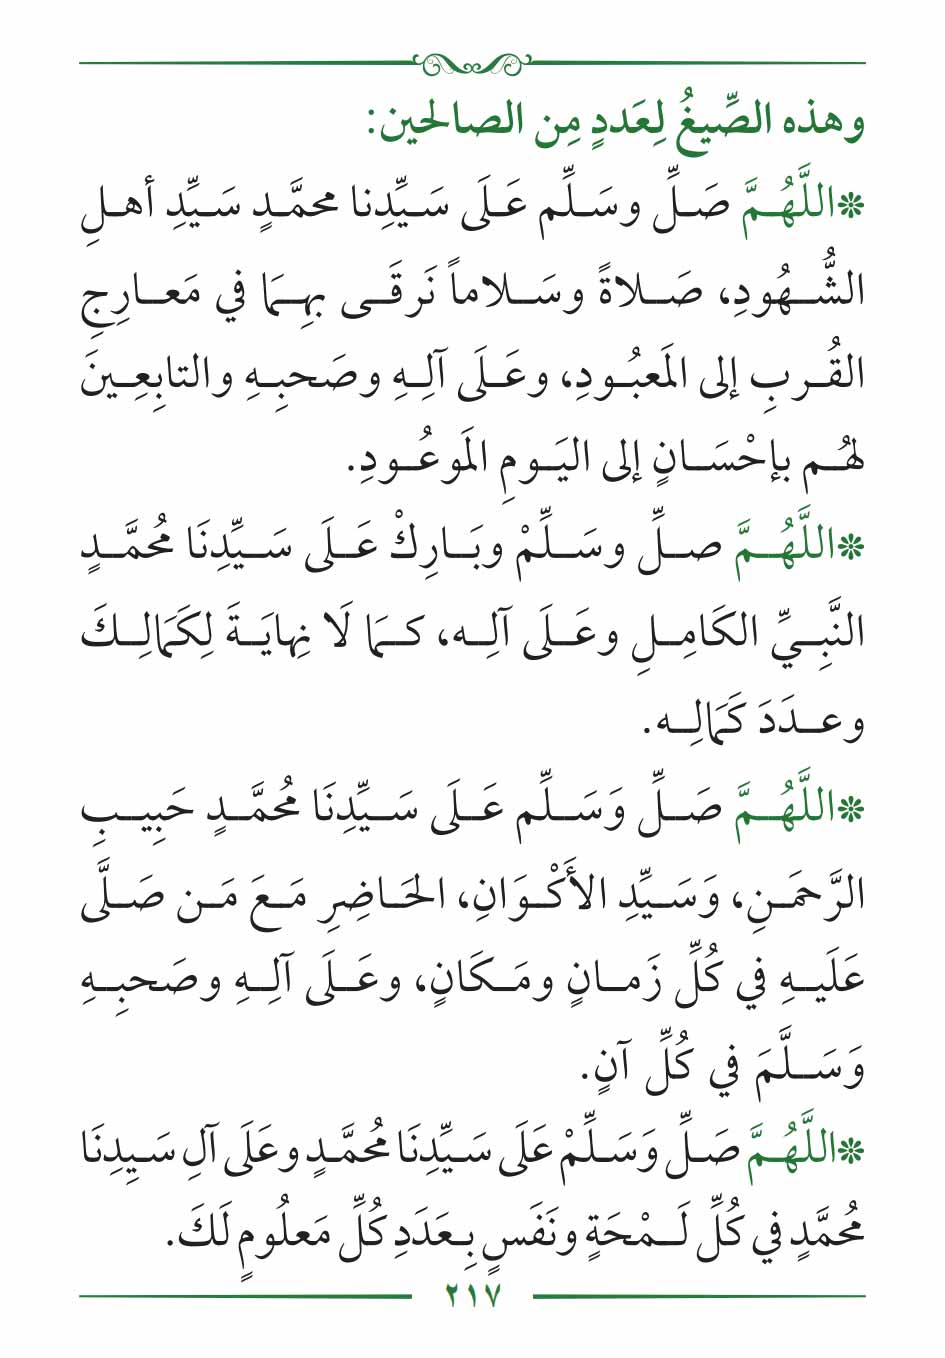 وهذه الصِّيغُ لِعَددٍ مِن الصالحين:
❇اللَّهُمَّ صَلِّ وسَلِّم عَلَى سَيِّدِنا محمَّدٍ سَيِّدِ أهلِ
الشُّهُودِ، صَلاةً وسَلاماً نَرقَى بهِمَا في مَعارِجِ
القُربِ إلى المَعبُودِ، وعَلَى آلِهِ وصَحبِهِ والتابِعِينَ
لهُم بإحْسَانٍ إلى اليَومِ المَوعُودِ.
❇اللَّهُمَّ صلِّ وسَلِّمْ وبَارِكْ عَلَى سَيِّدِنَا مُحمَّدٍ
النَّبِيِّ الكَامِلِ وعَلَى آلِه، كمَا لَا نِهايَةَ لِكَمَالِكَ
وعدَدَ كَمَالِه.
❇اللَّهُمَّ صَلِّ وَسَلِّم عَلَى سَيِّدِنَا مُحمَّدٍ حَبِيبِ
الرَّحمَنِ، وَسَيِّدِ الأَكْوَانِ، الحَاضِرِ مَعَ مَن صَلَّى
عَلَيهِ في كُلِّ زَمانٍ ومَكَانٍ، وعَلَى آلِهِ وصَحبِهِ
وَسَلَّمَ في كُلِّ آنٍ.
❇اللَّهُمَّ صَلِّ وَسَلِّمْ عَلَى سَيِّدِنَا مُحمَّدٍ وعَلَى آلِ سَيِدِنَا
مُحمَّدٍ في كُلِّ لَمْحَةٍ ونَفَسٍ بِعَدَدِ كُلِّ مَعلُومٍ لَكَ.
٢١٧